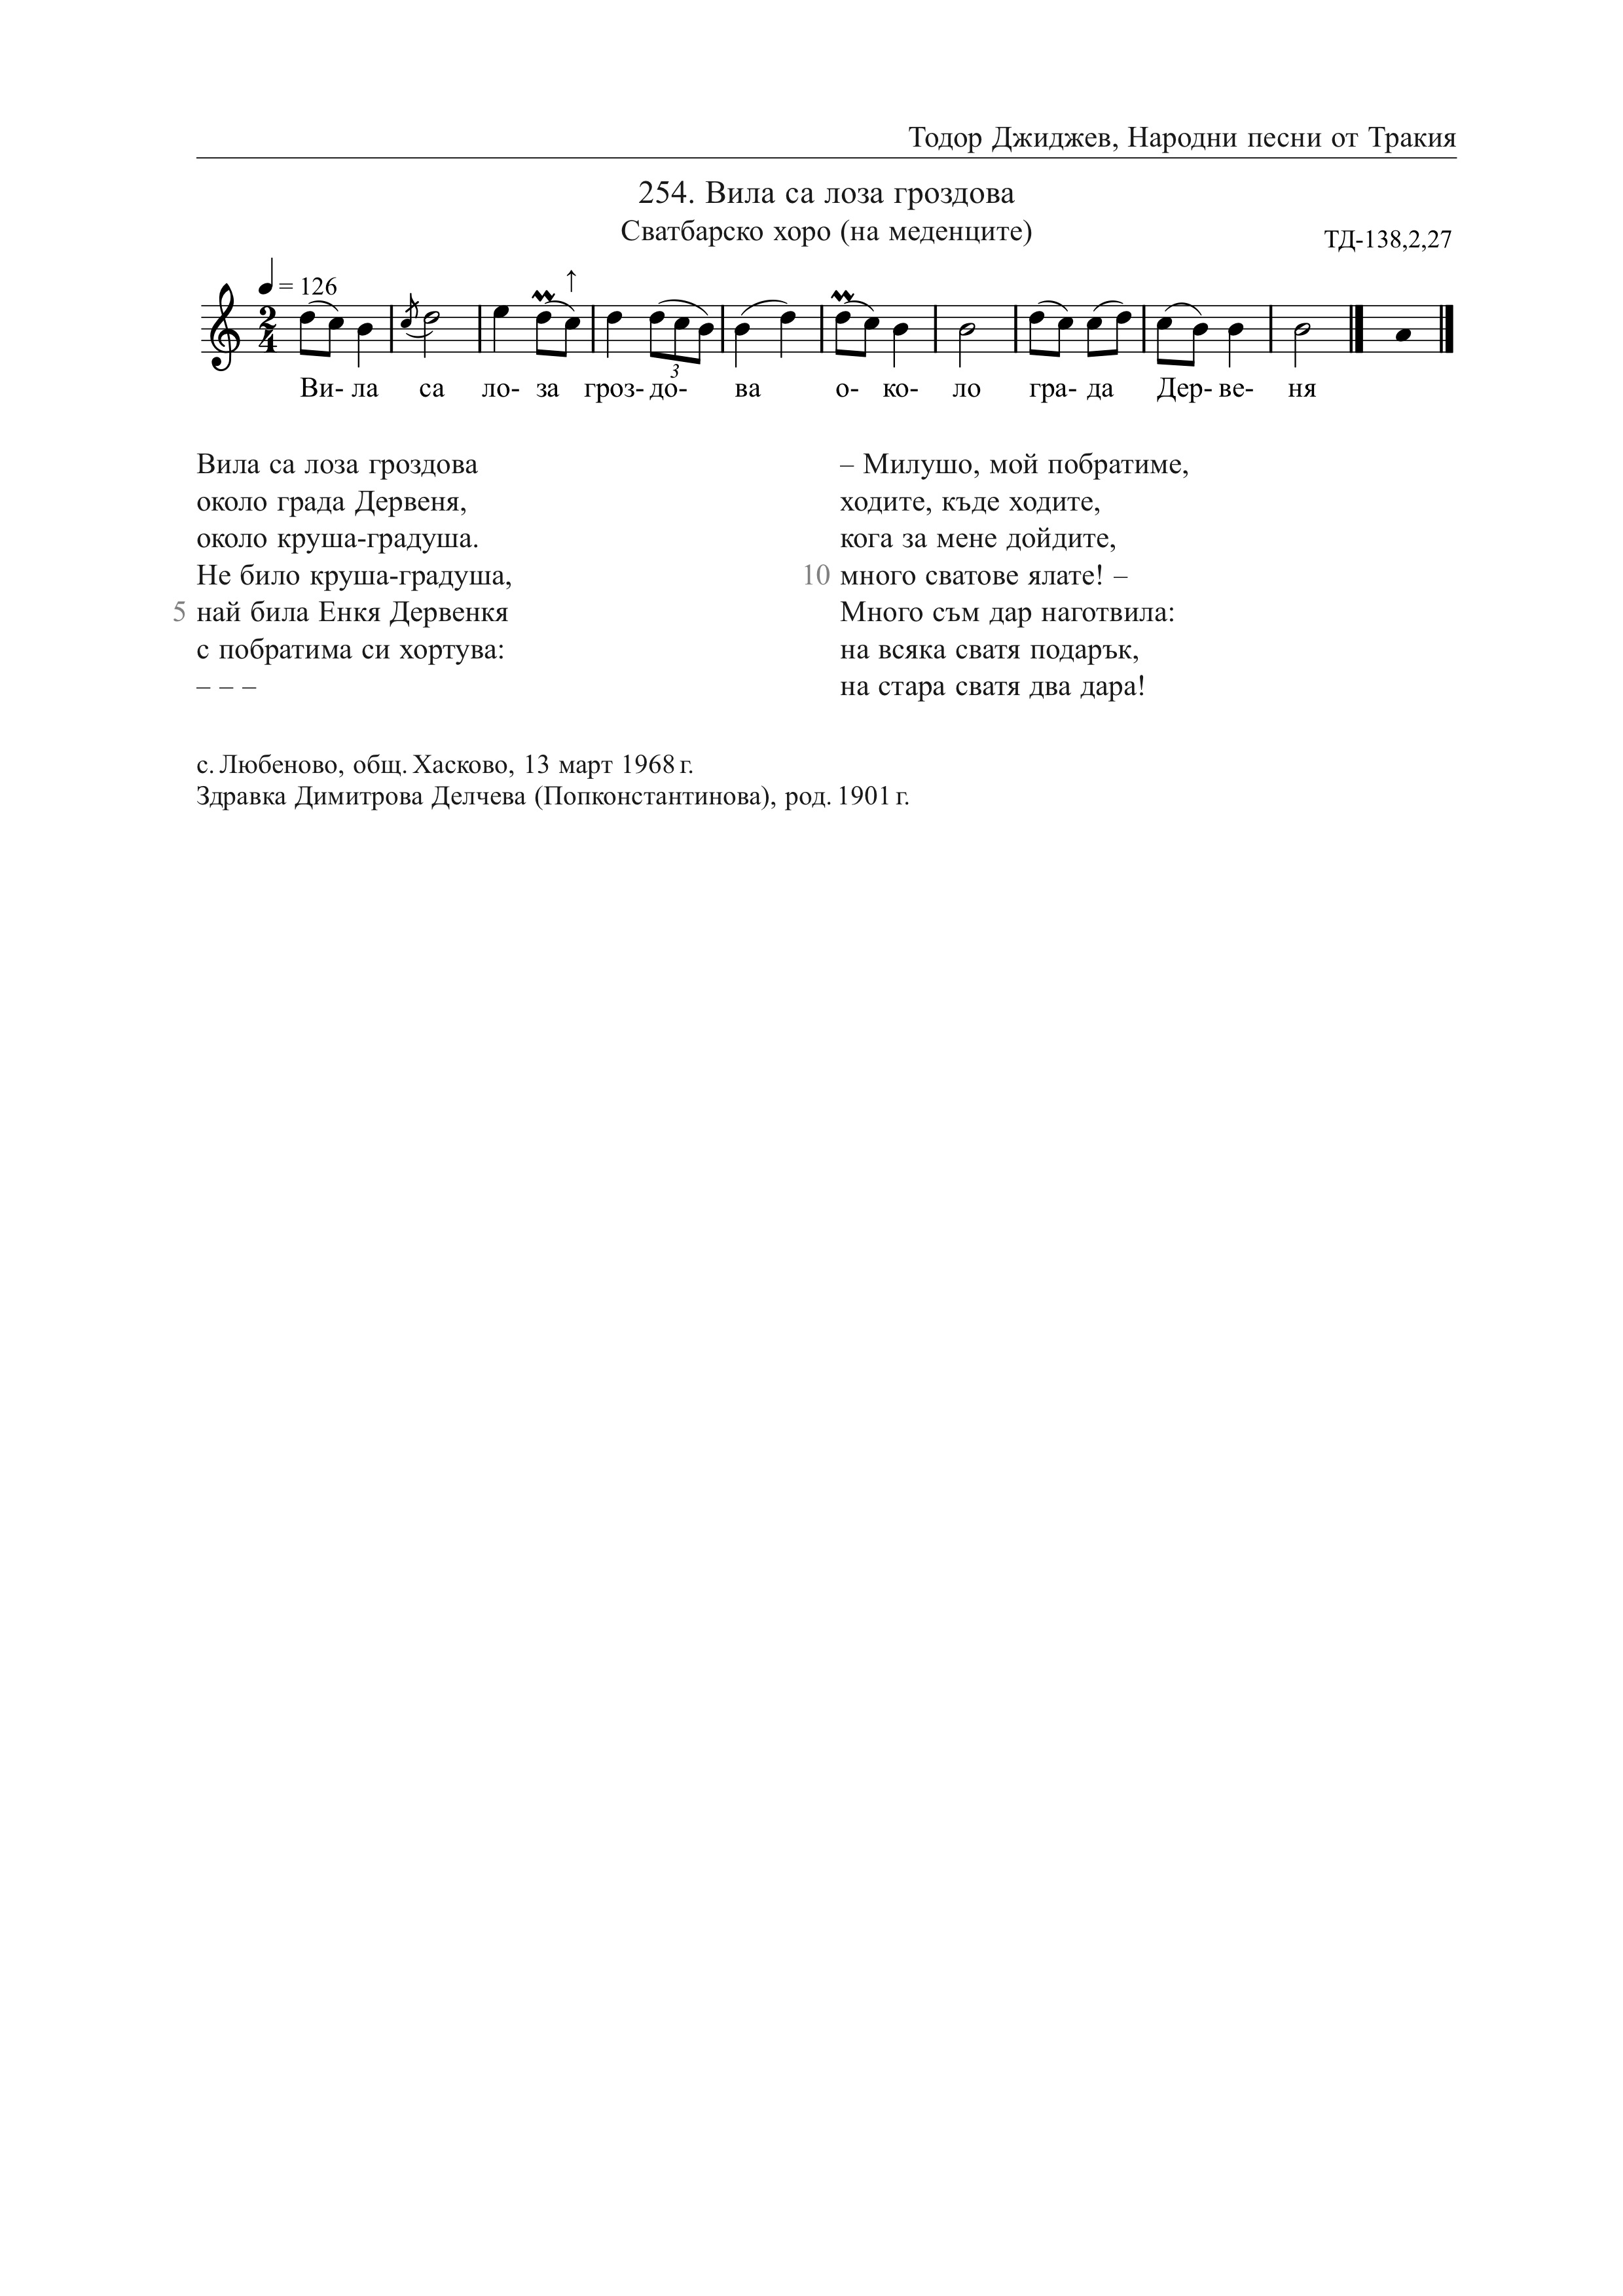 Тодор Джиджев, Народни песни от Тракия
254. Вила са лоза гроздова
Сватбарско хоро (на меденците)
ТД-138,2,27
= 126 ↑
3
Ви- ла са ло- за гроз- до- ва о- ко- ло гра- да Дер- ве- ня
Вила са лоза гроздова
около града Дервеня,
около круша-градуша.
Не било круша-градуша,
5 най била Енкя Дервенкя
с побратима си хортува:
– – –
– Милушо, мой побратиме,
ходите, къде ходите,
кога за мене дойдите,
10 много сватове ялате! –
Много съм дар наготвила:
на всяка сватя подарък,
на стара сватя два дара!
с. Любеново, общ. Хасково, 13 март 1968 г.
Здравка Димитрова Делчева (Попконстантинова), род. 1901 г.